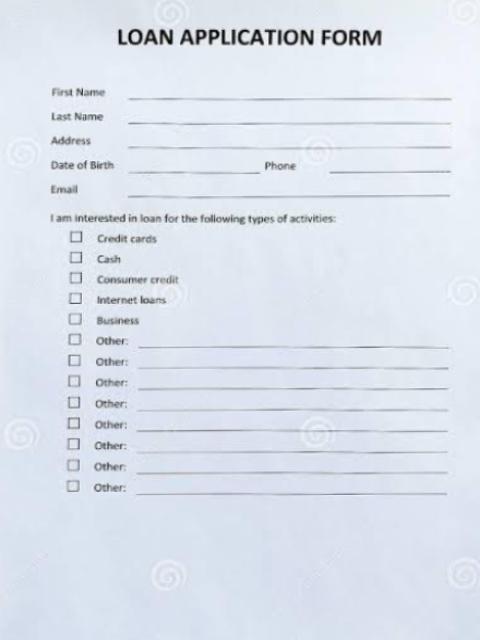 LOAN APPLICATION FORM
First Name
Last Name
Address
Date of Birth Phone
Email
I am interested in loan for the following types of activities:
Credit cards
Cash
Consumer credit
Internet loans
Business
Other:
Other:
Other:
Other:
Other:
Other:
Other:
Other: